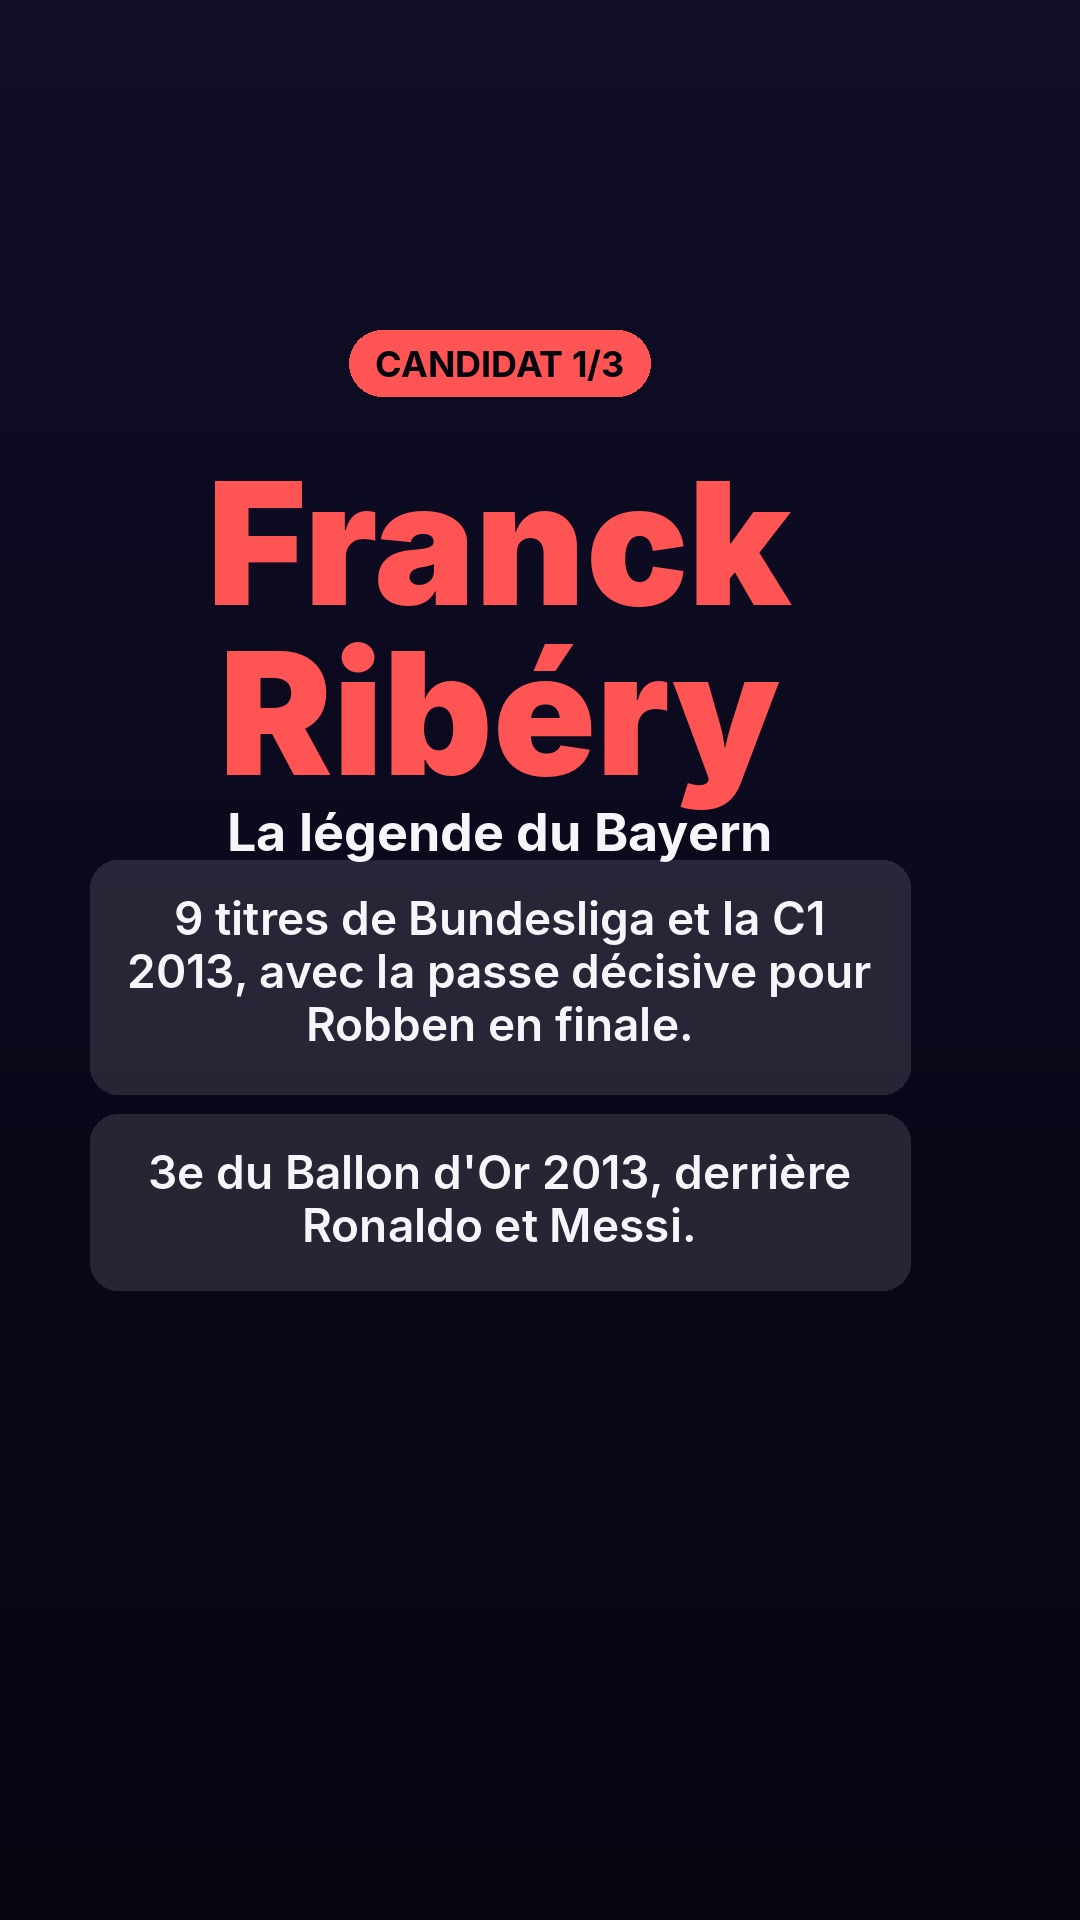 CANDIDAT 1/3
Franck
Ribéry
La légende du Bayern
9 titres de Bundesliga et la C1
2013, avec la passe décisive pour
Robben en finale.
3e du Ballon d'Or 2013, derrière
Ronaldo et Messi.